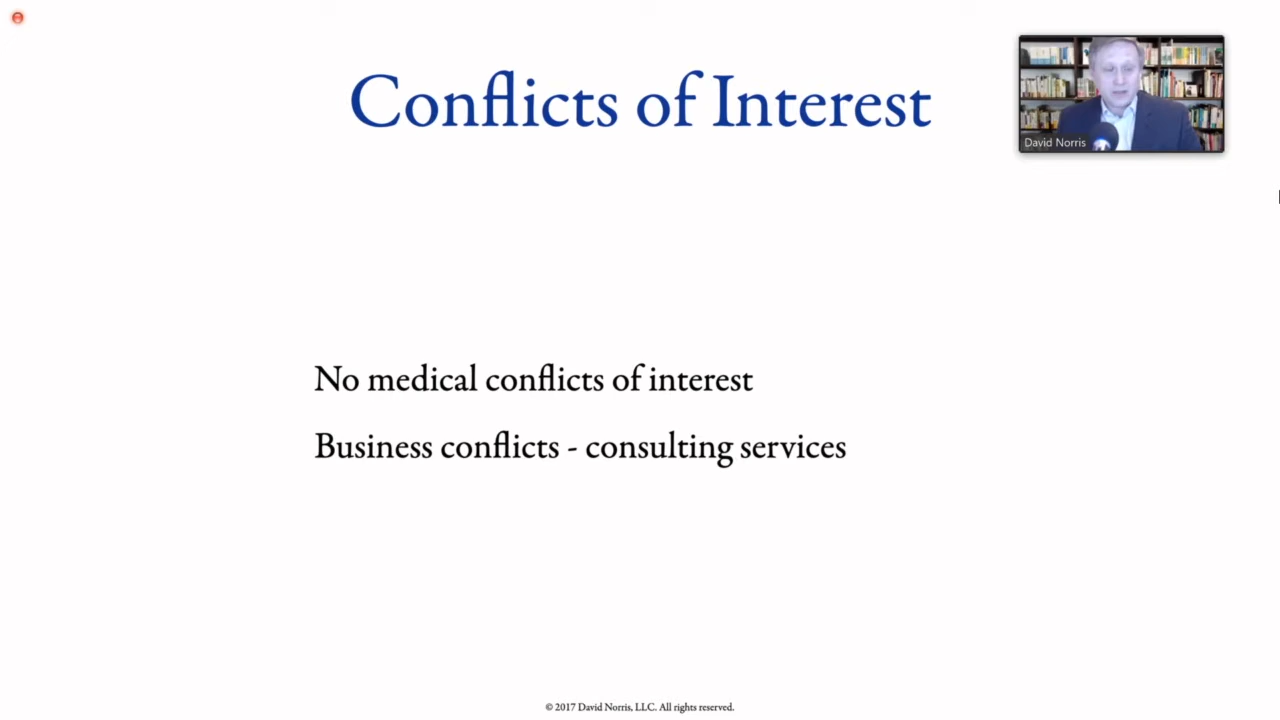 Conflicts of Interest
David Norris
No medical conflicts of interest
Business conflicts - consulting services
© 2017 David Norris, LLC. All rights reserved.